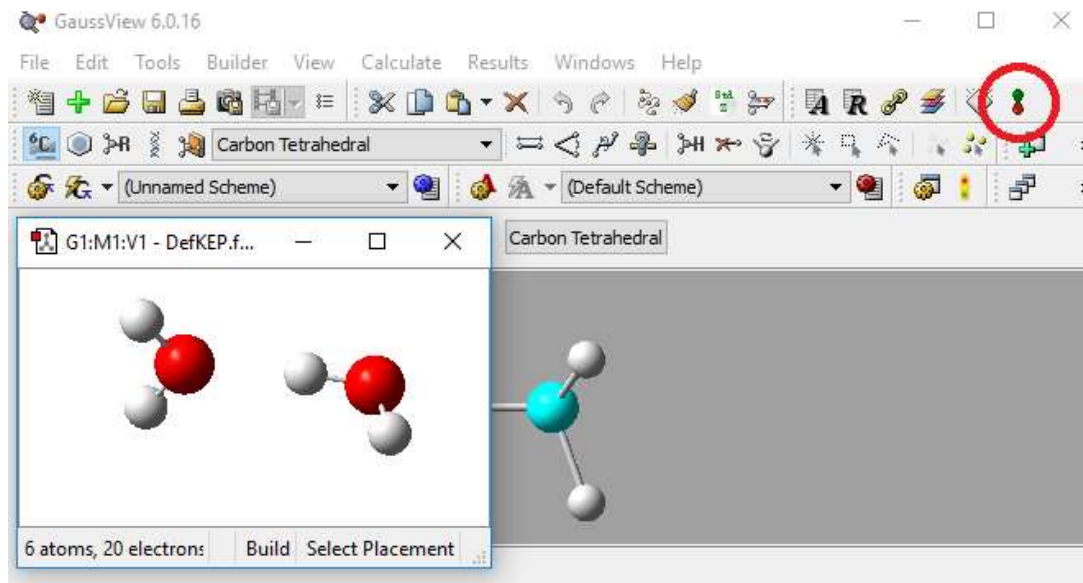 GaussView 6.0.16
File Edit Tools Builder View Calculate Results Windows Help
A R
6C R Carbon Tetrahedral H
(Unnamed Scheme) (Default Scheme)
G1:M1:V1 - DefKEP.f...
Carbon Tetrahedral
6 atoms, 20 electrons Build Select Placement